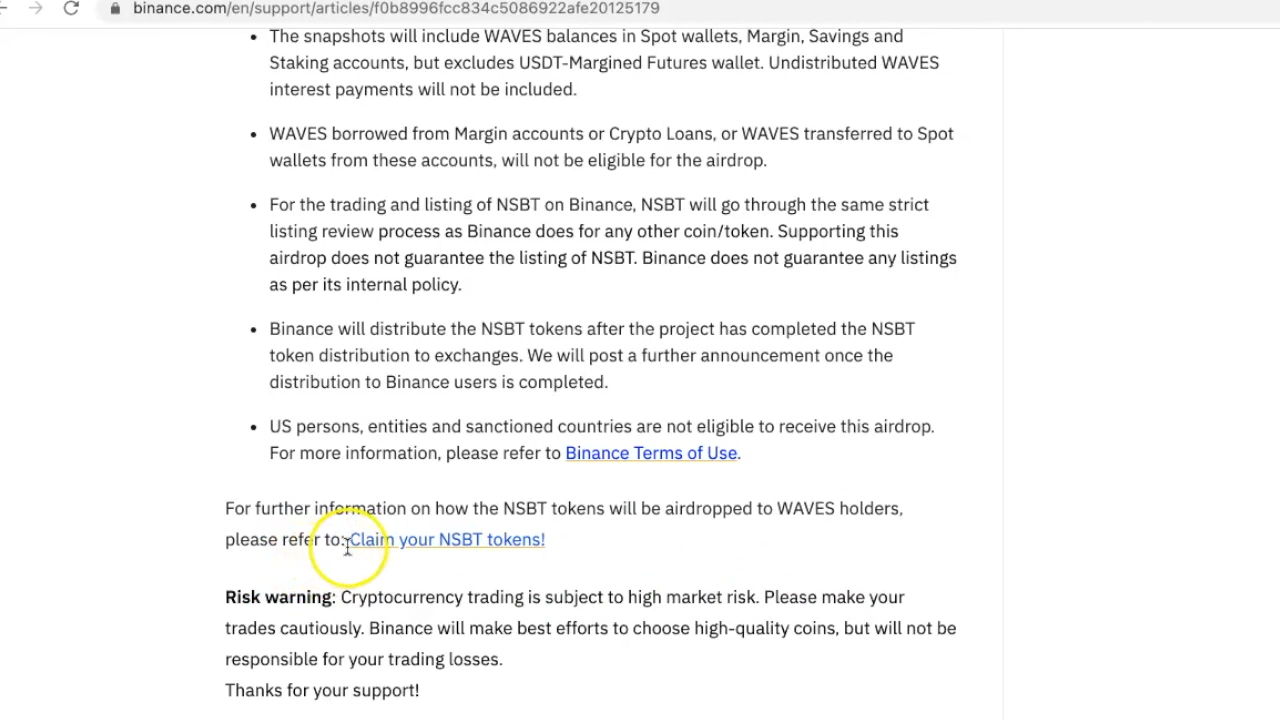 binance.com/en/support/articles/f0b8996fcc834c5086922afe20125179
• The snapshots will include WAVES balances in Spot wallets, Margin, Savings and
Staking accounts, but excludes USDT-Margined Futures wallet. Undistributed WAVES
interest payments will not be included.
• WAVES borrowed from Margin accounts or Crypto Loans, or WAVES transferred to Spot
wallets from these accounts, will not be eligible for the airdrop.
• For the trading and listing of NSBT on Binance, NSBT will go through the same strict
listing review process as Binance does for any other coin/token. Supporting this
airdrop does not guarantee the listing of NSBT. Binance does not guarantee any listings
as per its internal policy.
• Binance will distribute the NSBT tokens after the project has completed the NSBT
token distribution to exchanges. We will post a further announcement once the
distribution to Binance users is completed.
• US persons, entities and sanctioned countries are not eligible to receive this airdrop.
For more information, please refer to Binance Terms of Use.
For further information on how the NSBT tokens will be airdropped to WAVES holders,
please refer to: Claim your NSBT tokens!
Risk warning: Cryptocurrency trading is subject to high market risk. Please make your
trades cautiously. Binance will make best efforts to choose high-quality coins, but will not be
responsible for your trading losses.
Thanks for your support!